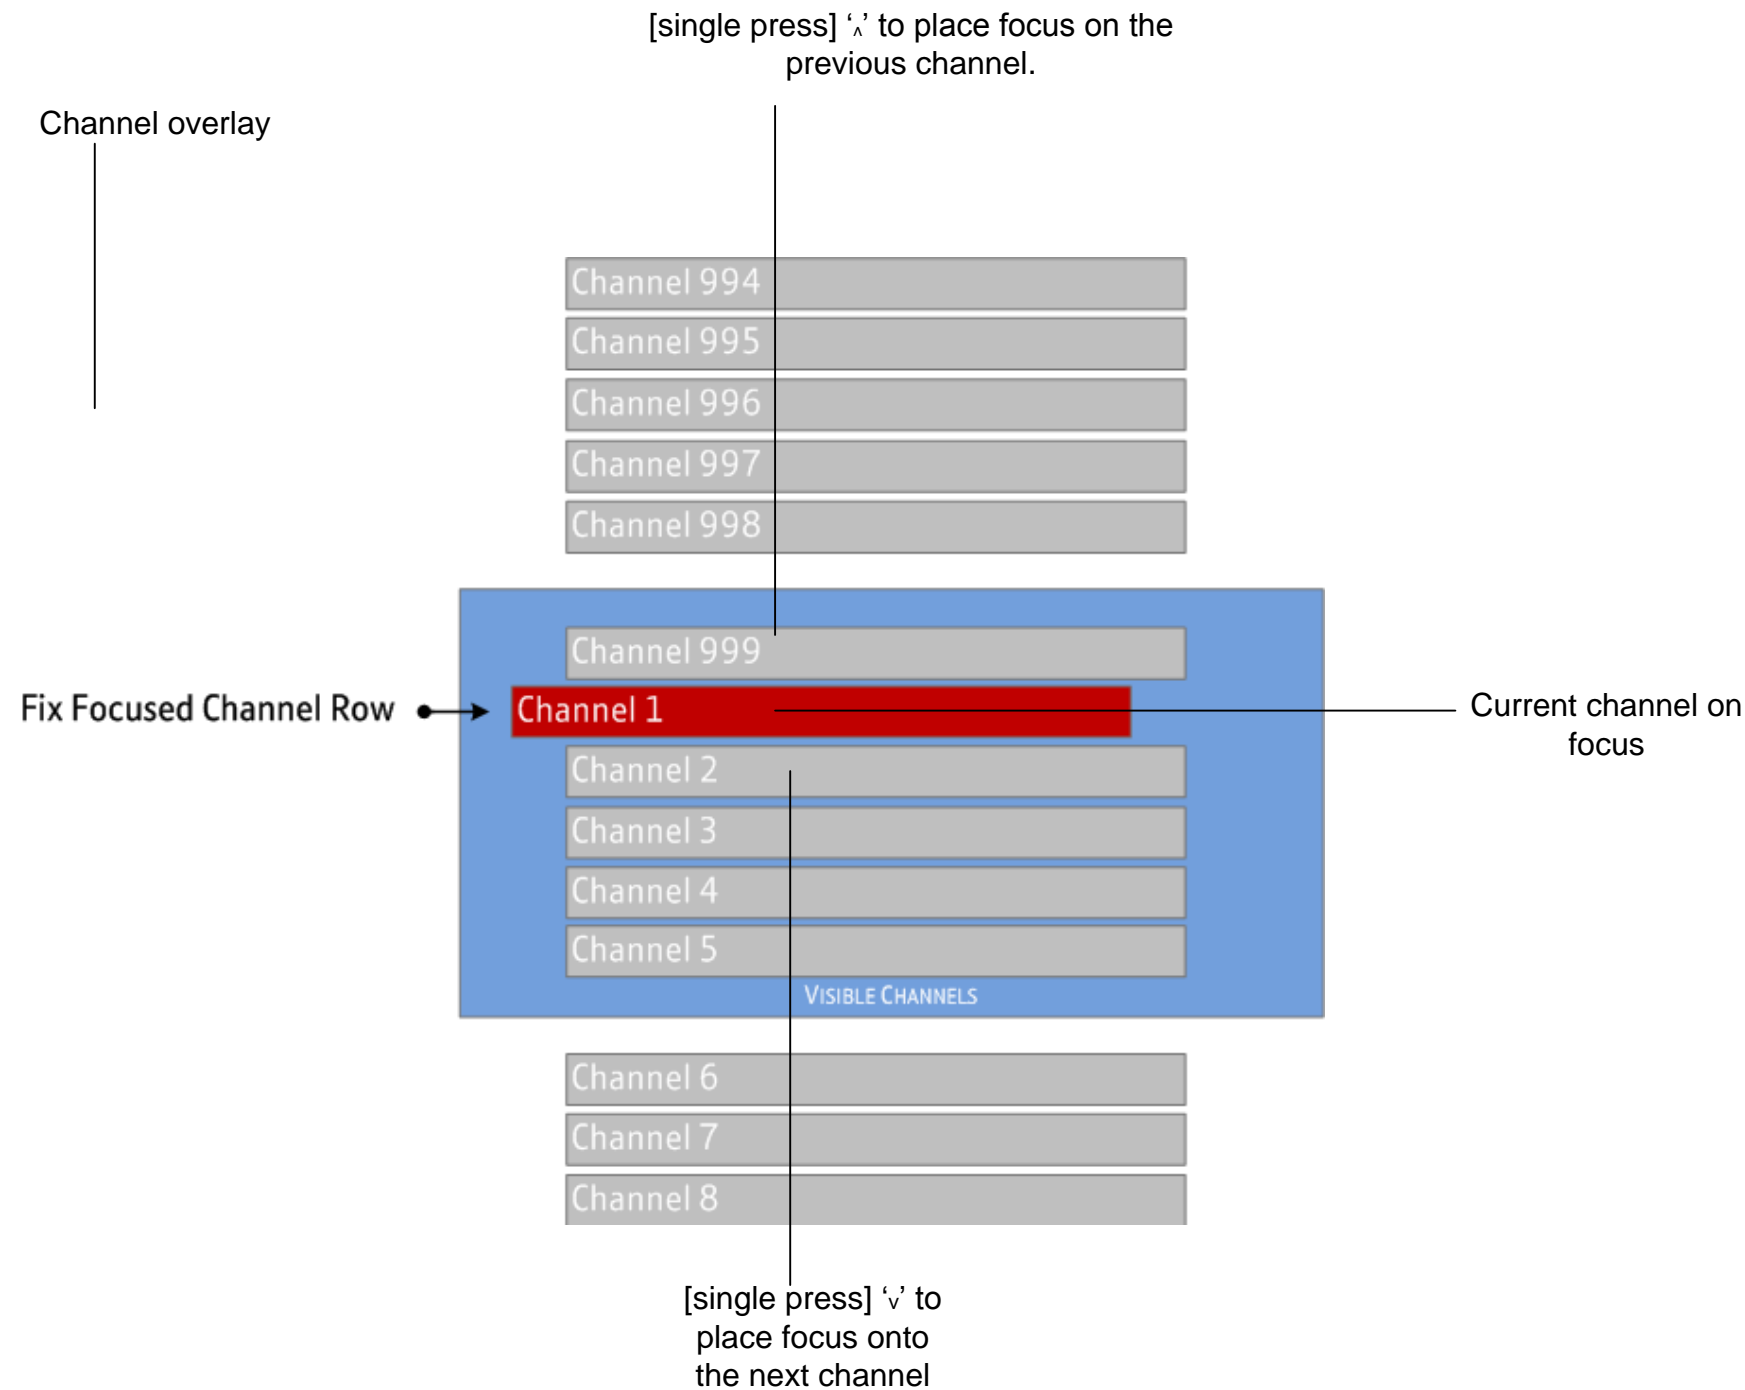 [single press] ‘^’ to place focus on the
previous channel.
Channel overlay
Channel 994
Channel 995
Channel 996
Channel 997
Channel 998
Channel 999
Fix Focused Channel Row
Channel 1
Current channel on
focus
Channel 2
Channel 3
Channel 4
Channel 5
VISIBLE CHANNELS
Channel 6
Channel 7
Channel 8
[single press] ‘v’ to
place focus onto
the next channel